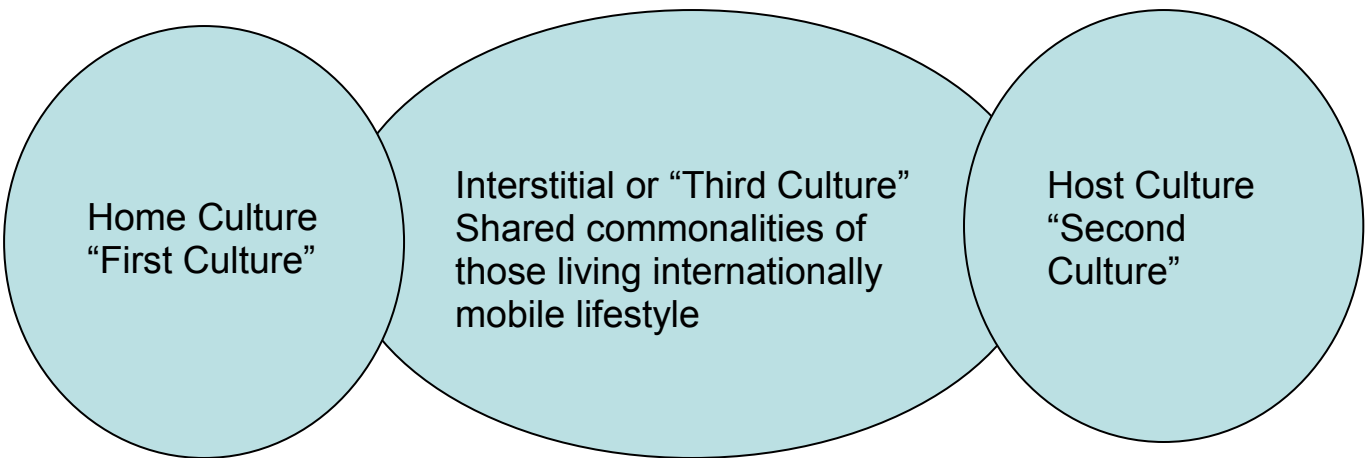 Home Culture
“First Culture”
Interstitial or “Third Culture”
Shared commonalities of
those living internationally
mobile lifestyle
Host Culture
“Second
Culture”